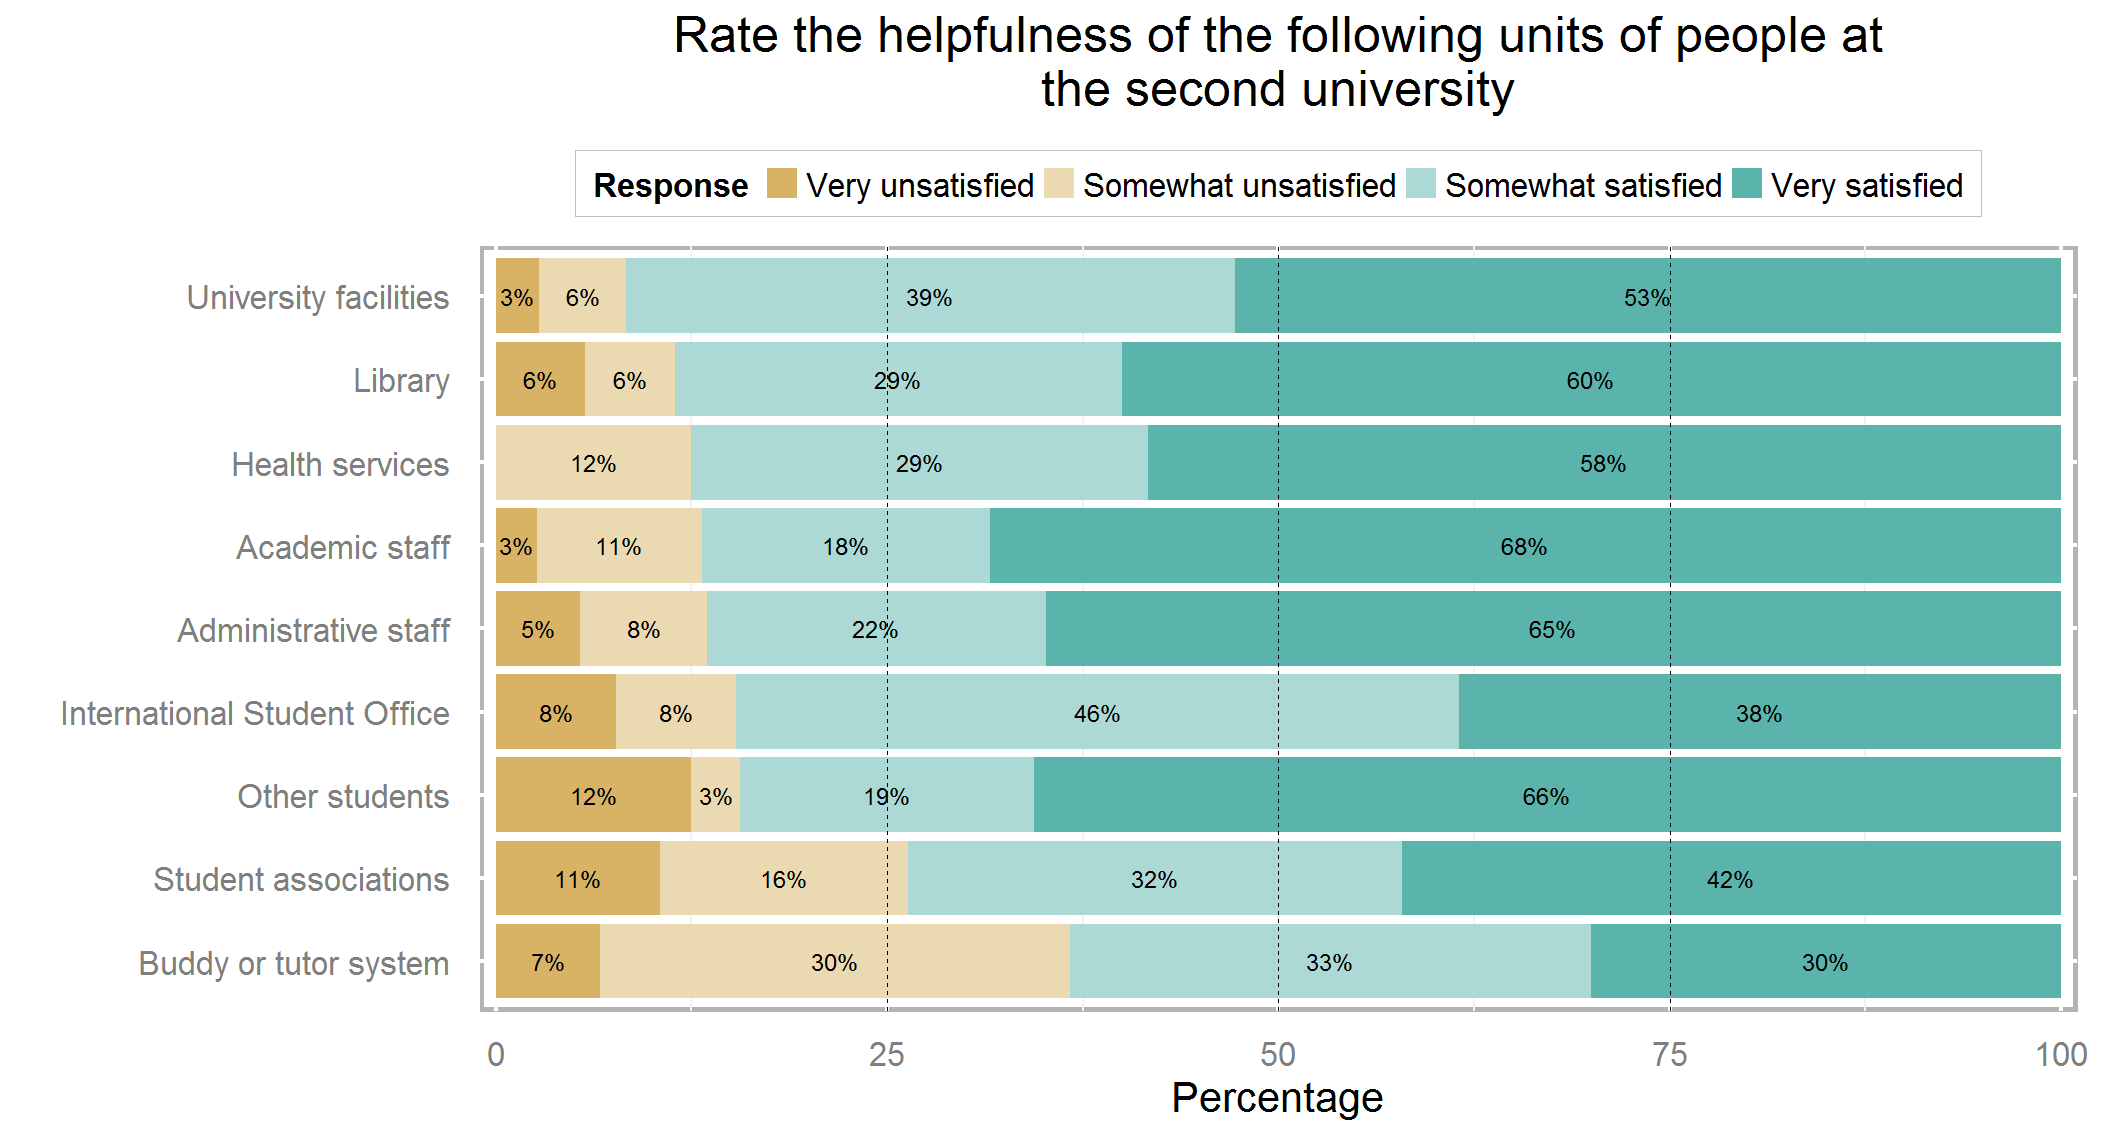 Rate the helpfulness of the following units of people at
the second university
Response Very unsatisfied Somewhat unsatisfied Somewhat satisfied Very satisfied
University facilities 3% 6% 39% 53%
Library 6% 6% 29% 60%
Health services 12% 29% 58%
Academic staff 3% 11% 18% 68%
Administrative staff 5% 8% 22% 65%
International Student Office 8% 8% 46% 38%
Other students 12% 3% 19% 66%
Student associations 11% 16% 32% 42%
Buddy or tutor system 7% 30% 33% 30%
0 25 50 75 100
Percentage